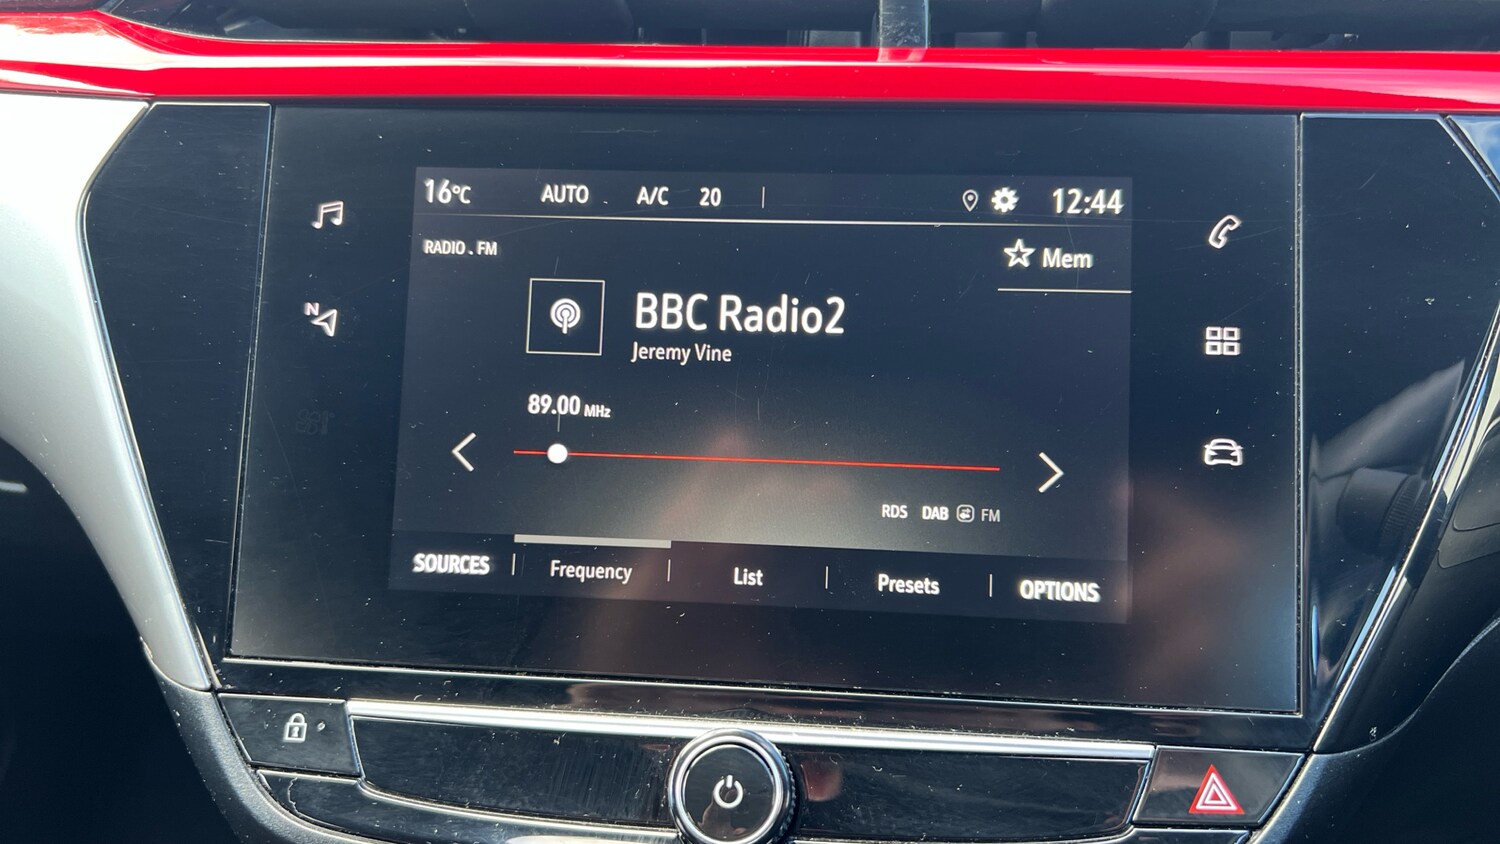 16°C AUTO A/C 20 12:44
RADIO . FM
Mem
BBC Radio2
Jeremy Vine
89.00 MHz
N
RDS DAB FM
SOURCES Frequency List Presets OPTIONS